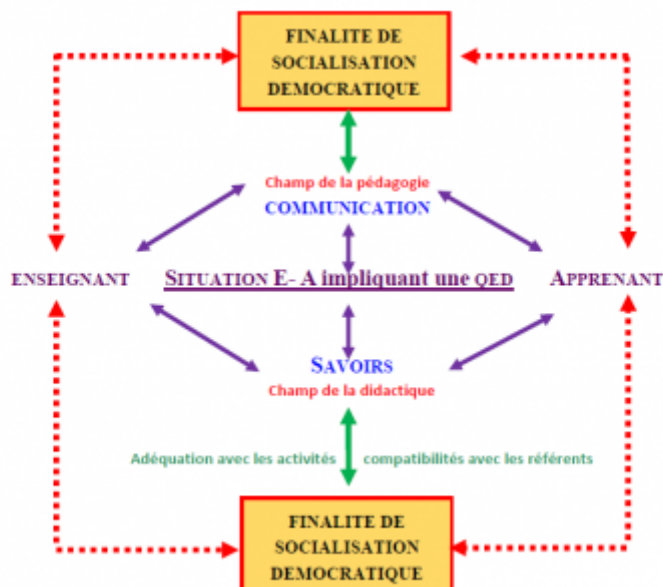 FINALITE DE
SOCIALISATION
DEMOCRATIQUE
Champ de la pédagogie
COMMUNICATION
ENSEIGNANT SITUATION E- A impliquant une QED APPRENANT
SAVOIRS
Champ de la didactique
Adéquation avec les activités compatibilités avec les référents
FINALITE DE
SOCIALISATION
DEMOCRATIQUE